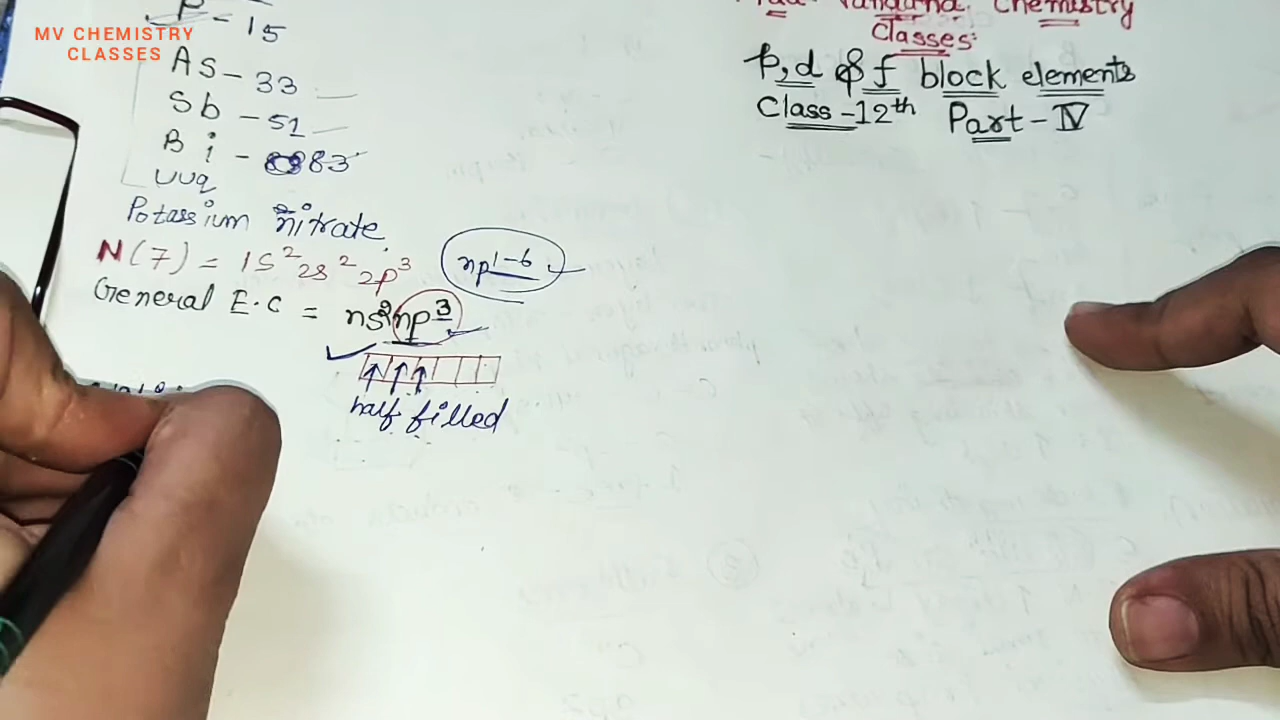 MV CHEMISTRY
CLASSES
P - 15
As - 33
Sb - 51
Bi - 83
UUq
Potassium nitrate.
N(7) = 1s² 2s² 2p³
np¹⁻⁶
General E.C = ns² np³
half filled
Chemistry
Classes:
p, d & f block elements
Class - 12th Part - IV